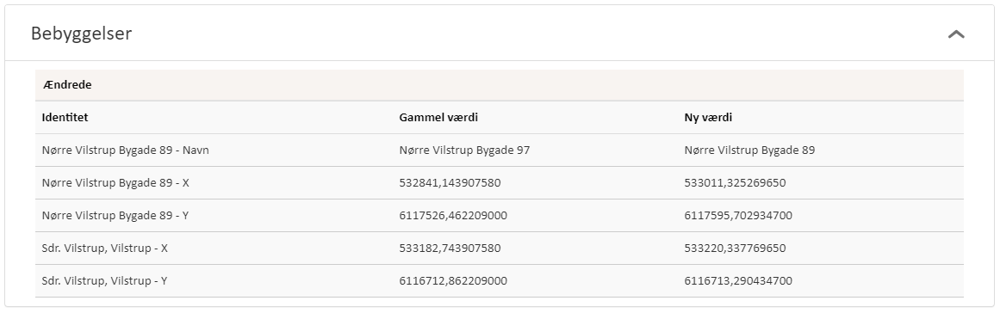 Bebyggelser
Ændrede
Identitet Gammel værdi Ny værdi
Nørre Vilstrup Bygade 89 - Navn Nørre Vilstrup Bygade 97 Nørre Vilstrup Bygade 89
Nørre Vilstrup Bygade 89 - X 532841,143907580 533011,325269650
Nørre Vilstrup Bygade 89 - Y 6117526,462209000 6117595,702934700
Sdr. Vilstrup, Vilstrup - X 533182,743907580 533220,337769650
Sdr. Vilstrup, Vilstrup - Y 6116712,862209000 6116713,290434700